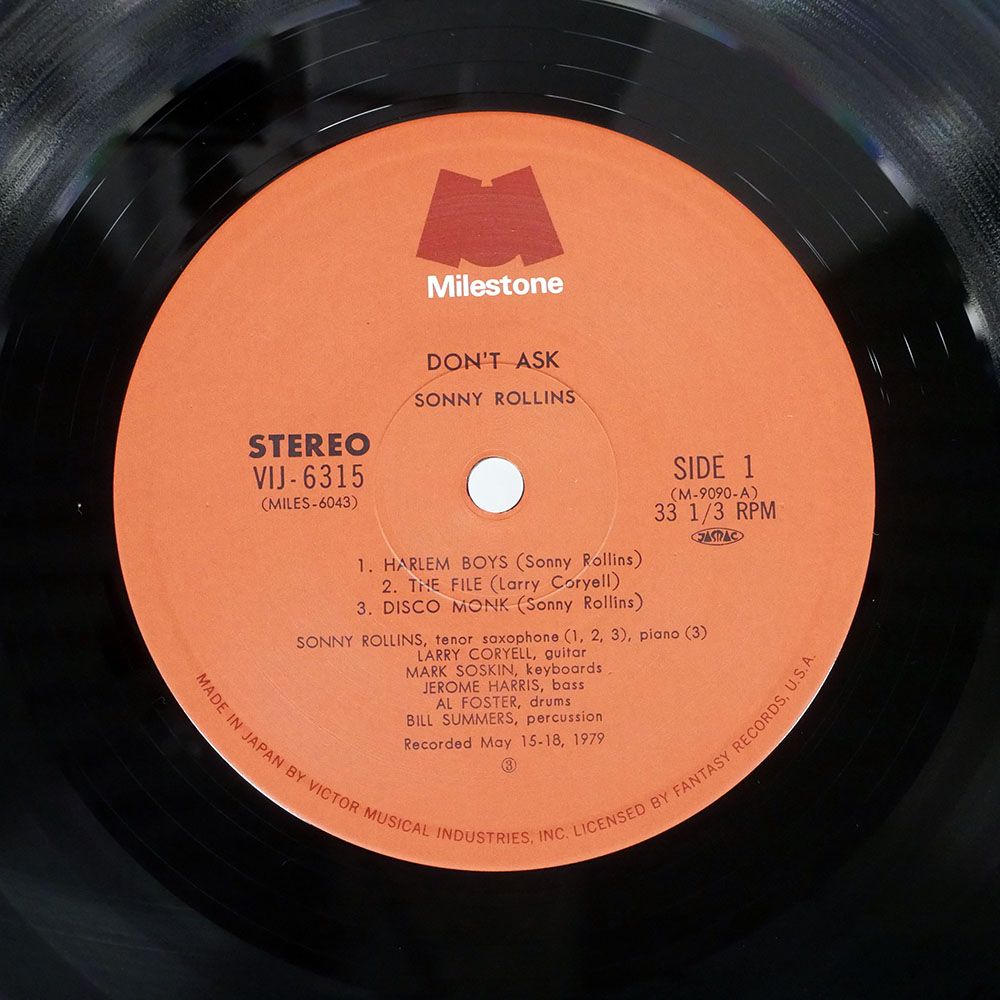 Milestone
DON'T ASK
SONNY ROLLINS
STEREO
VIJ-6315
(MILES-6043)
SIDE 1
(M-9090-A)
33 1/3 RPM
JASRAC
1. HARLEM BOYS (Sonny Rollins)
2. THE FILE (Larry Coryell)
3. DISCO MONK (Sonny Rollins)
SONNY ROLLINS, tenor saxophone (1, 2, 3), piano (3)
LARRY CORYELL, guitar
MARK SOSKIN, keyboards
JEROME HARRIS, bass
AL FOSTER, drums
BILL SUMMERS, percussion
Recorded May 15-18, 1979
③
MADE IN JAPAN BY VICTOR MUSICAL INDUSTRIES, INC. LICENSED BY FANTASY RECORDS, U.S.A.